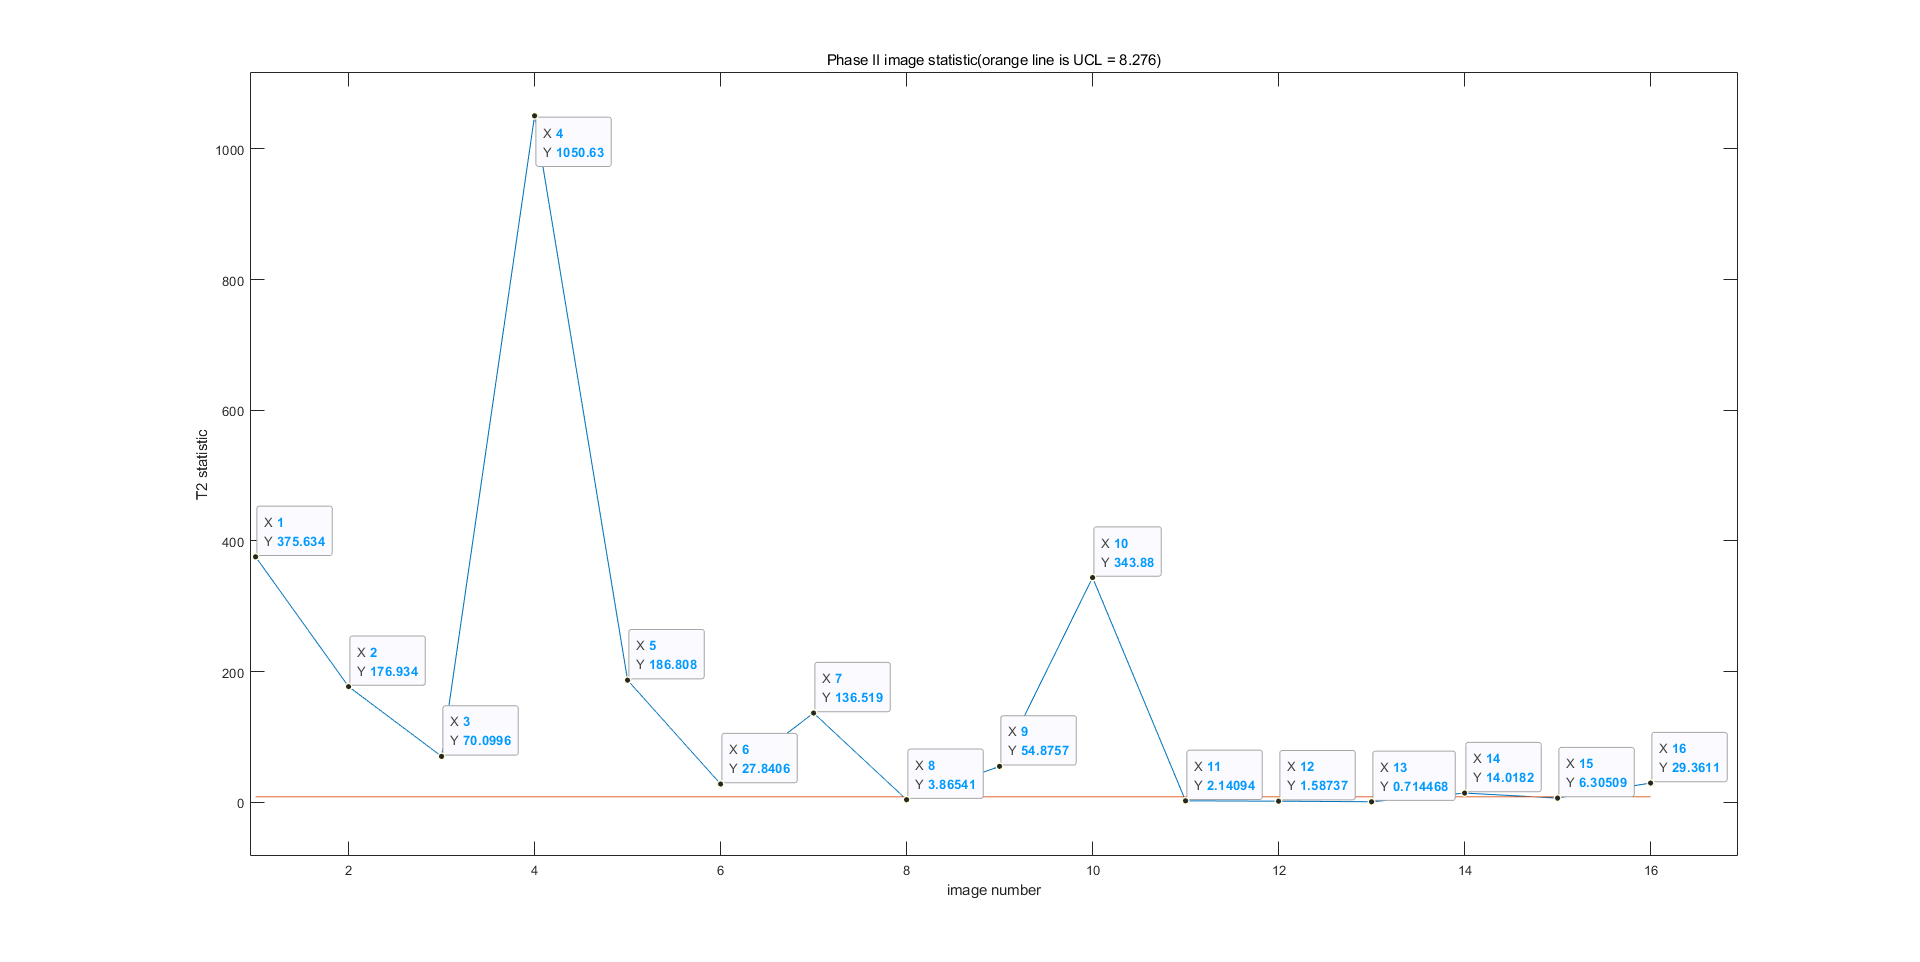 Phase II image statistic(orange line is UCL = 8.276)
T2 statistic
1000
800
600
400
200
0
X 1
Y 375.634
X 2
Y 176.934
X 3
Y 70.0996
X 4
Y 1050.63
X 5
Y 186.808
X 6
Y 27.8406
X 7
Y 136.519
X 8
Y 3.86541
X 9
Y 54.8757
X 10
Y 343.88
X 11
Y 2.14094
X 12
Y 1.58737
X 13
Y 0.714468
X 14
Y 14.0182
X 15
Y 6.30509
X 16
Y 29.3611
2 4 6 8 10 12 14 16
image number